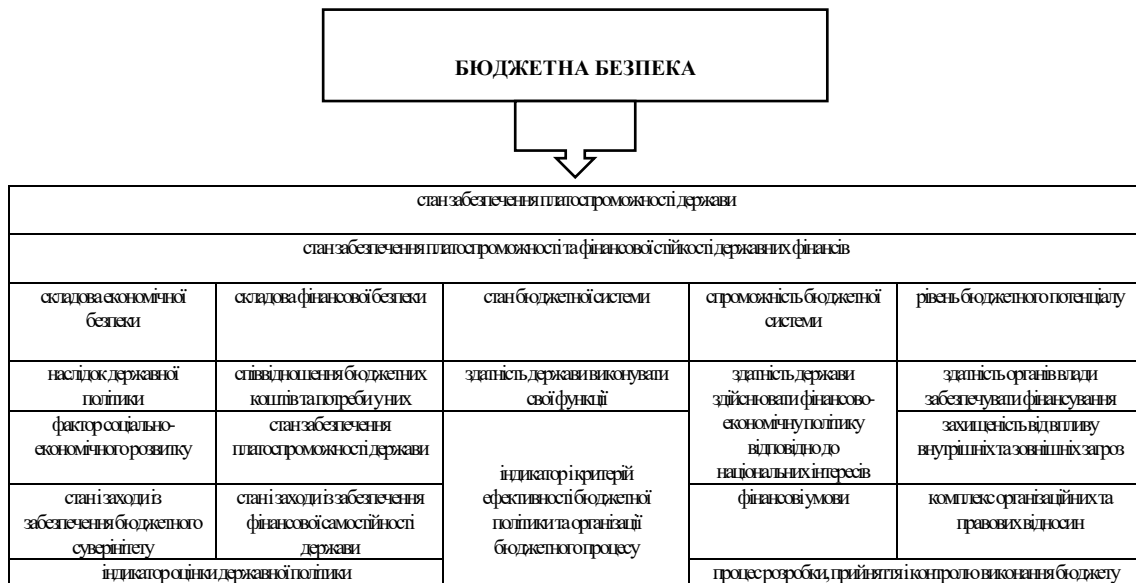 БЮДЖЕТНА БЕЗПЕКА
стан забезпечення платоспроможності держави
стан забезпечення платоспроможності та фінансової стійкості державних фінансів
складова економічної
безпеки
складова фінансової безпеки
стан бюджетної системи
спроможність бюджетної
системи
рівень бюджетного потенціалу
наслідок державної
політики
співвідношення бюджетних
коштів та потреби у них
здатність держави виконувати
свої функції
здатність держави
здійснювати фінансово-
економічну політику
відповідно до
національних інтересів
здатність органів влади
забезпечувати фінансування
фактор соціально-
економічного розвитку
стан забезпечення
платоспроможності держави
індикатор і критерій
ефективності бюджетної
політики та організації
бюджетного процесу
захищеність від впливу
внутрішніх та зовнішніх загроз
стан і заходи із
забезпечення бюджетного
суверінітету
стан і заходи із забезпечення
фінансової самостійності
держави
фінансові умови
комплекс організаційних та
правових відносин
індикатор оцінки державної політики
процес розробки, прийняття і контролю виконання бюджету